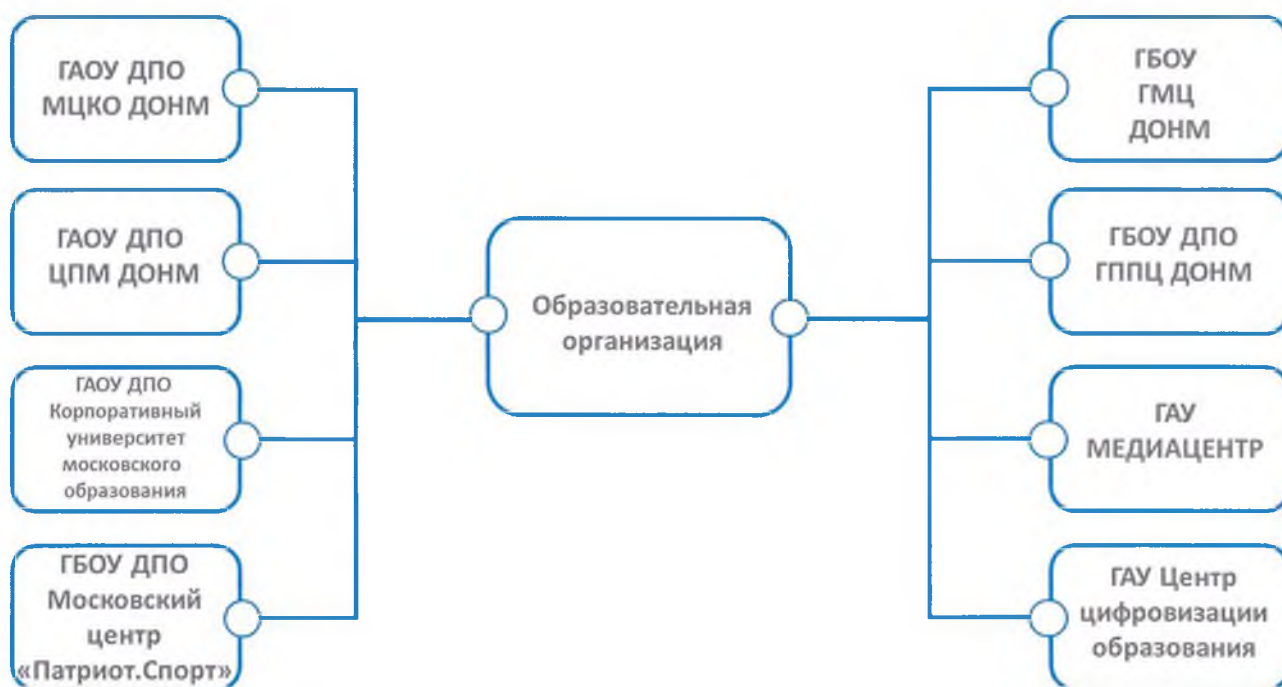 ГАОУ ДПО
МЦКО ДОНМ
ГАОУ ДПО
ЦПМ ДОНМ
ГАОУ ДПО
Корпоративный
университет
московского
образования
ГБОУ ДПО
Московский
центр
«Патриот.Спорт»
Образовательная
организация
ГБОУ
ГМЦ
ДОНМ
ГБОУ ДПО
ГППЦ ДОНМ
ГАУ
МЕДИАЦЕНТР
ГАУ Центр
цифровизации
образования